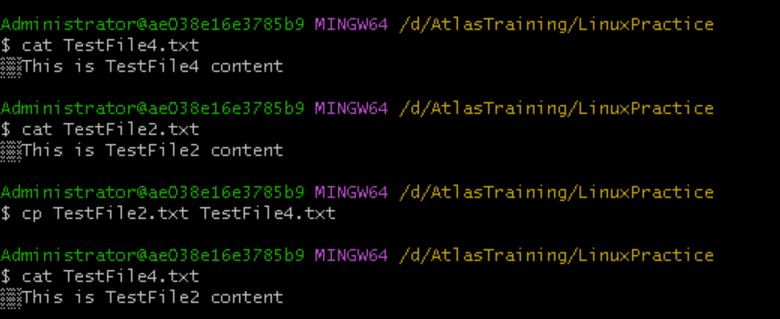 Administrator@ae038e16e3785b9 MINGW64 /d/AtlasTraining/LinuxPractice
$ cat TestFile4.txt
▒▒This is TestFile4 content
Administrator@ae038e16e3785b9 MINGW64 /d/AtlasTraining/LinuxPractice
$ cat TestFile2.txt
▒▒This is TestFile2 content
Administrator@ae038e16e3785b9 MINGW64 /d/AtlasTraining/LinuxPractice
$ cp TestFile2.txt TestFile4.txt
Administrator@ae038e16e3785b9 MINGW64 /d/AtlasTraining/LinuxPractice
$ cat TestFile4.txt
▒▒This is TestFile2 content